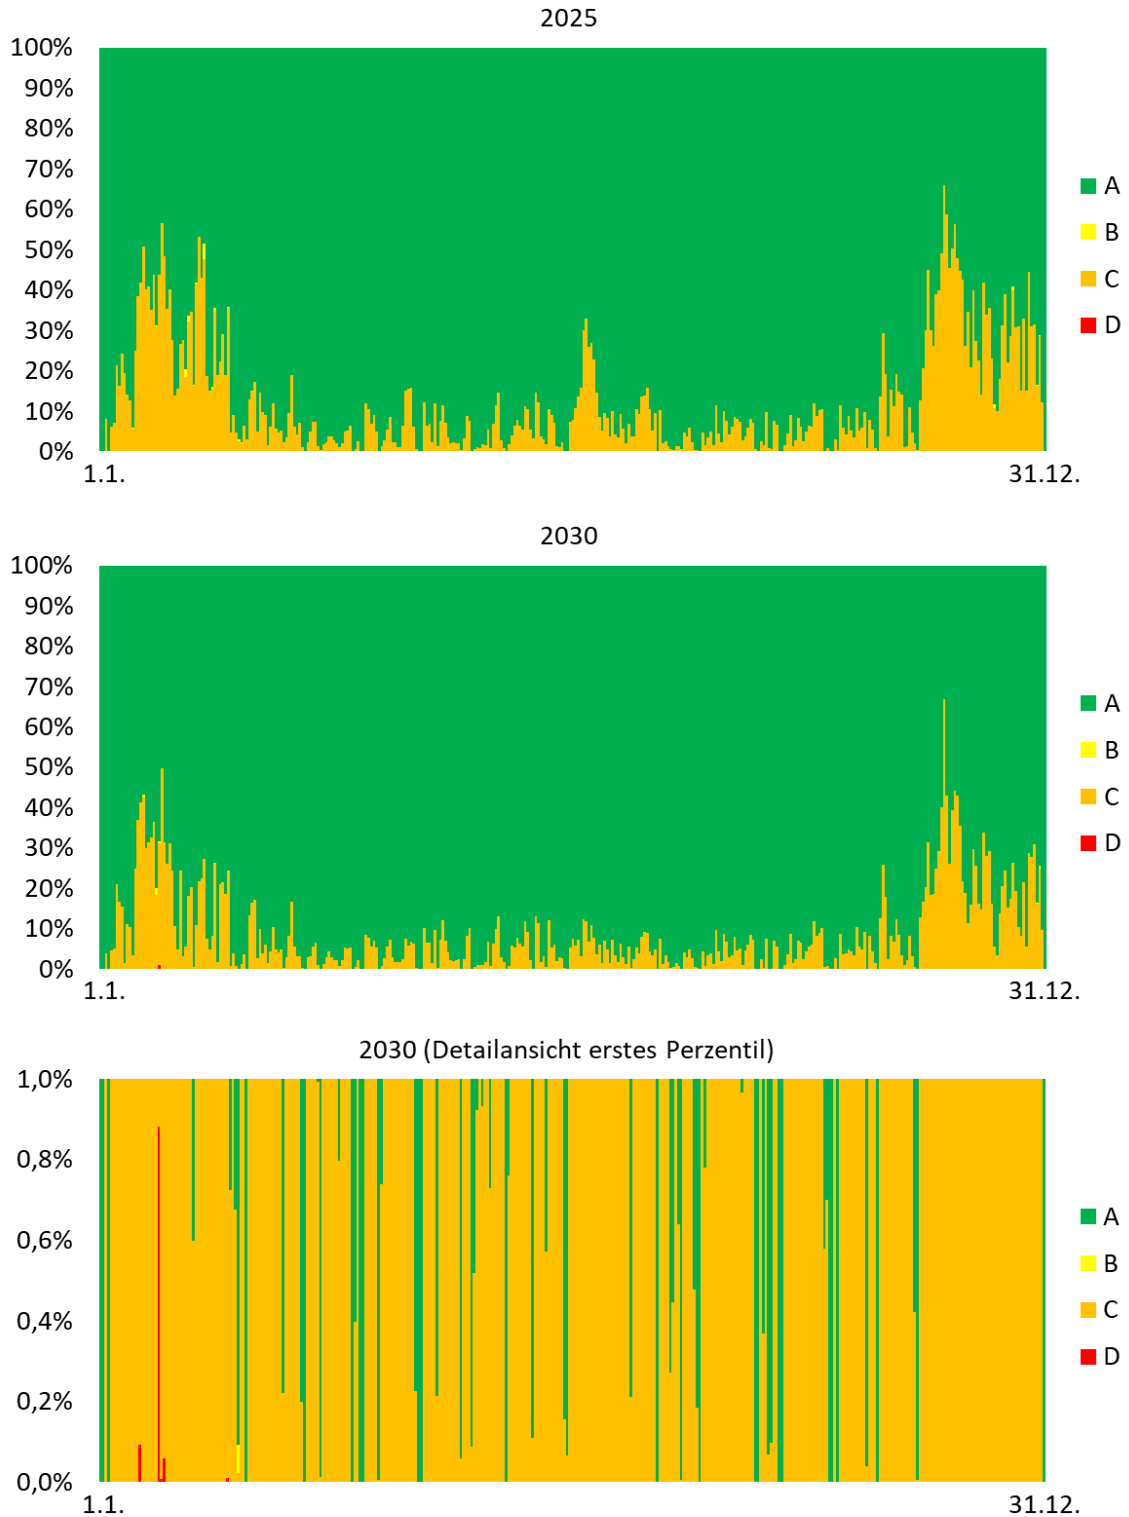 2025
100%
90%
80%
70%
60%
50%
40%
30%
20%
10%
0%
1.1.
31.12.
A
B
C
D
2030
100%
90%
80%
70%
60%
50%
40%
30%
20%
10%
0%
1.1.
31.12.
A
B
C
D
2030 (Detailansicht erstes Perzentil)
1,0%
0,8%
0,6%
0,4%
0,2%
0,0%
1.1.
31.12.
A
B
C
D